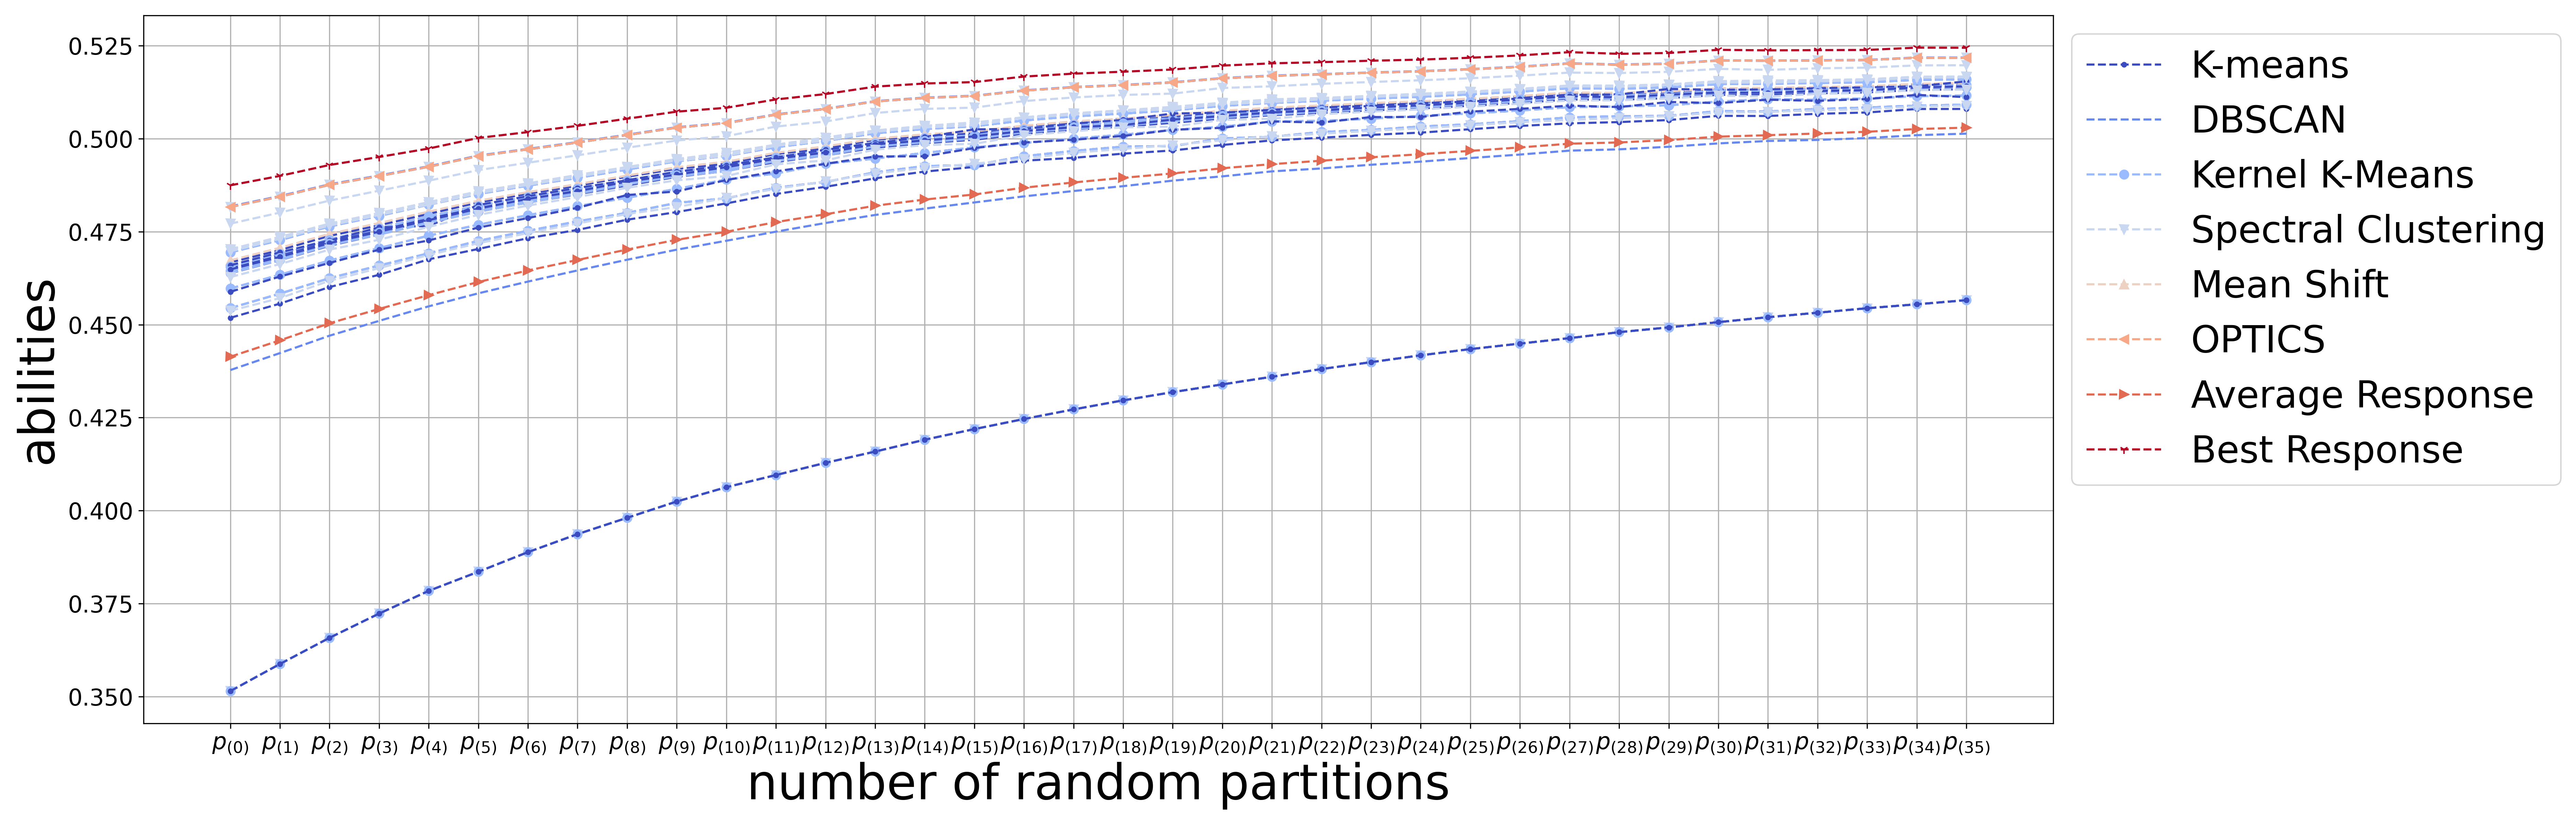 0.525
0.500
0.475
0.450
0.425
0.400
0.375
0.350
abilities
p(0) p(1) p(2) p(3) p(4) p(5) p(6) p(7) p(8) p(9) p(10) p(11) p(12) p(13) p(14) p(15) p(16) p(17) p(18) p(19) p(20) p(21) p(22) p(23) p(24) p(25) p(26) p(27) p(28) p(29) p(30) p(31) p(32) p(33) p(34) p(35)
number of random partitions
K-means
DBSCAN
Kernel K-Means
Spectral Clustering
Mean Shift
OPTICS
Average Response
Best Response